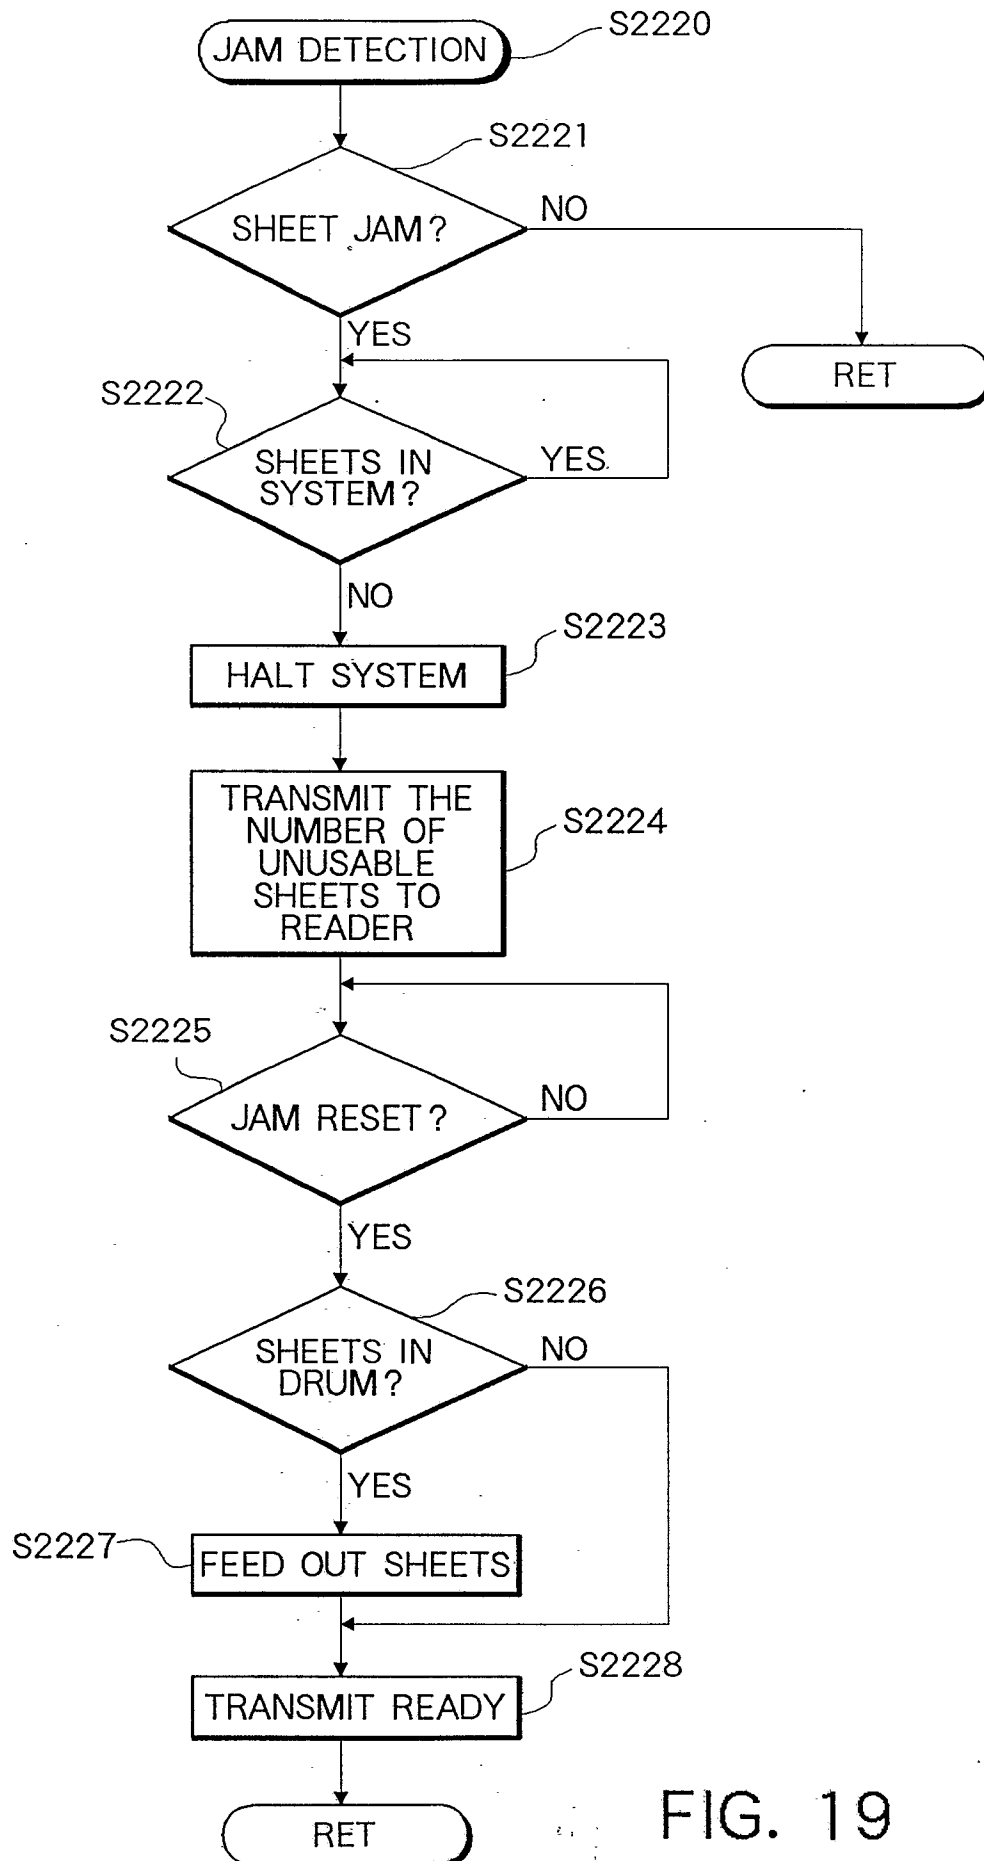 JAM DETECTION
S2220
S2221
SHEET JAM?
NO
YES
RET
S2222
SHEETS IN
SYSTEM?
YES
NO
S2223
HALT SYSTEM
TRANSMIT THE
NUMBER OF
UNUSABLE
SHEETS TO
READER
S2224
S2225
JAM RESET?
NO
YES
S2226
SHEETS IN
DRUM?
NO
YES
S2227
FEED OUT SHEETS
S2228
TRANSMIT READY
RET
FIG. 19